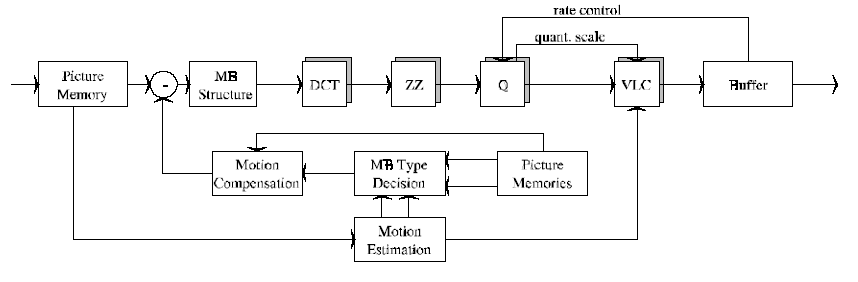 rate control
quant. scale
Picture
Memory
-
MB
Structure
DCT
ZZ
Q
VLC
Buffer
Motion
Compensation
MB Type
Decision
Picture
Memories
Motion
Estimation